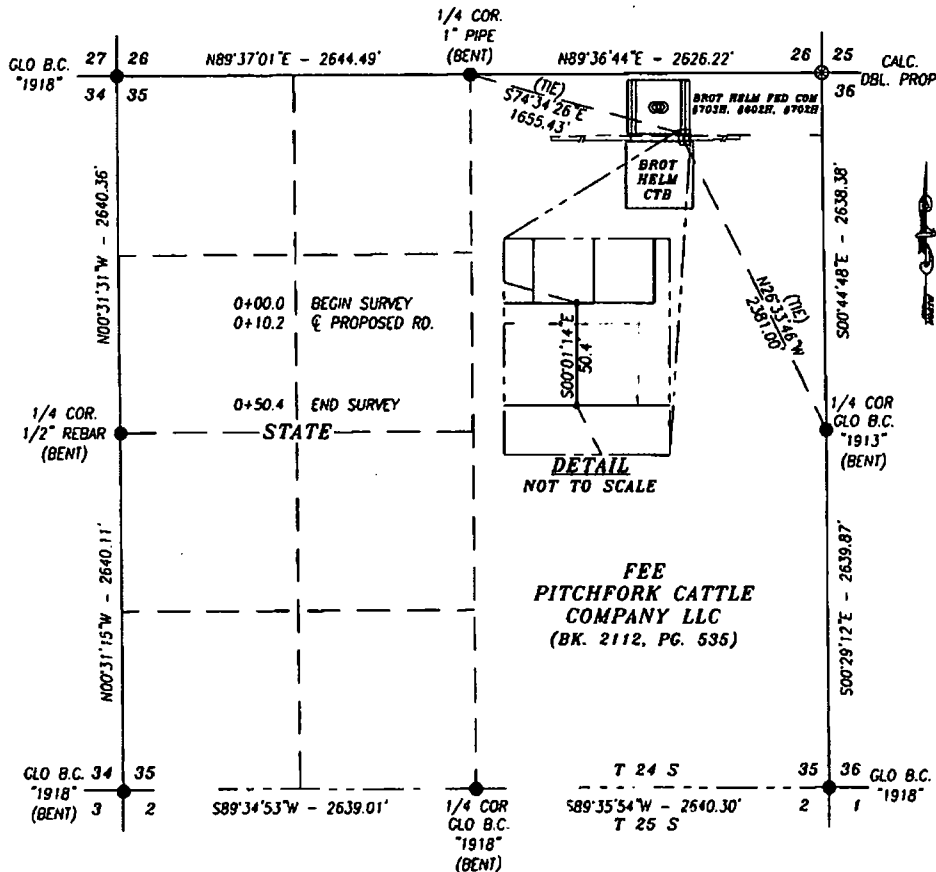 1/4 COR.
1" PIPE
(BENT)
27 26
N89°37'01"E - 2644.49'
N89°36'44"E - 2626.22'
26 25
GLO B.C.
"1918"
CALC.
DBL. PROP
34 35
36
(TIE)
S74°34'26"E
1655.43'
BROT HELM FED COM
BROT
HELM
CTB
N00°31'31"W - 2640.36'
S00°44'48"E - 2638.38'
0+00.0 BEGIN SURVEY
0+10.2 ℄ PROPOSED RD.
S00°01'14"E
50.4'
(TIE)
N26°33'46"W
2381.00'
0+50.4 END SURVEY
1/4 COR.
1/2" REBAR
(BENT)
STATE
1/4 COR
GLO B.C.
"1913"
(BENT)
DETAIL
NOT TO SCALE
N00°31'15"W - 2640.11'
FEE
PITCHFORK CATTLE
COMPANY LLC
(BK. 2112, PG. 535)
S00°29'12"E - 2639.87'
GLO B.C.
"1918"
(BENT)
34 35
3 2
S89°34'53"W - 2639.01'
1/4 COR
GLO B.C.
"1918"
(BENT)
T 24 S
S89°35'54"W - 2640.30'
T 25 S
35 36
2 1
GLO B.C.
"1918"